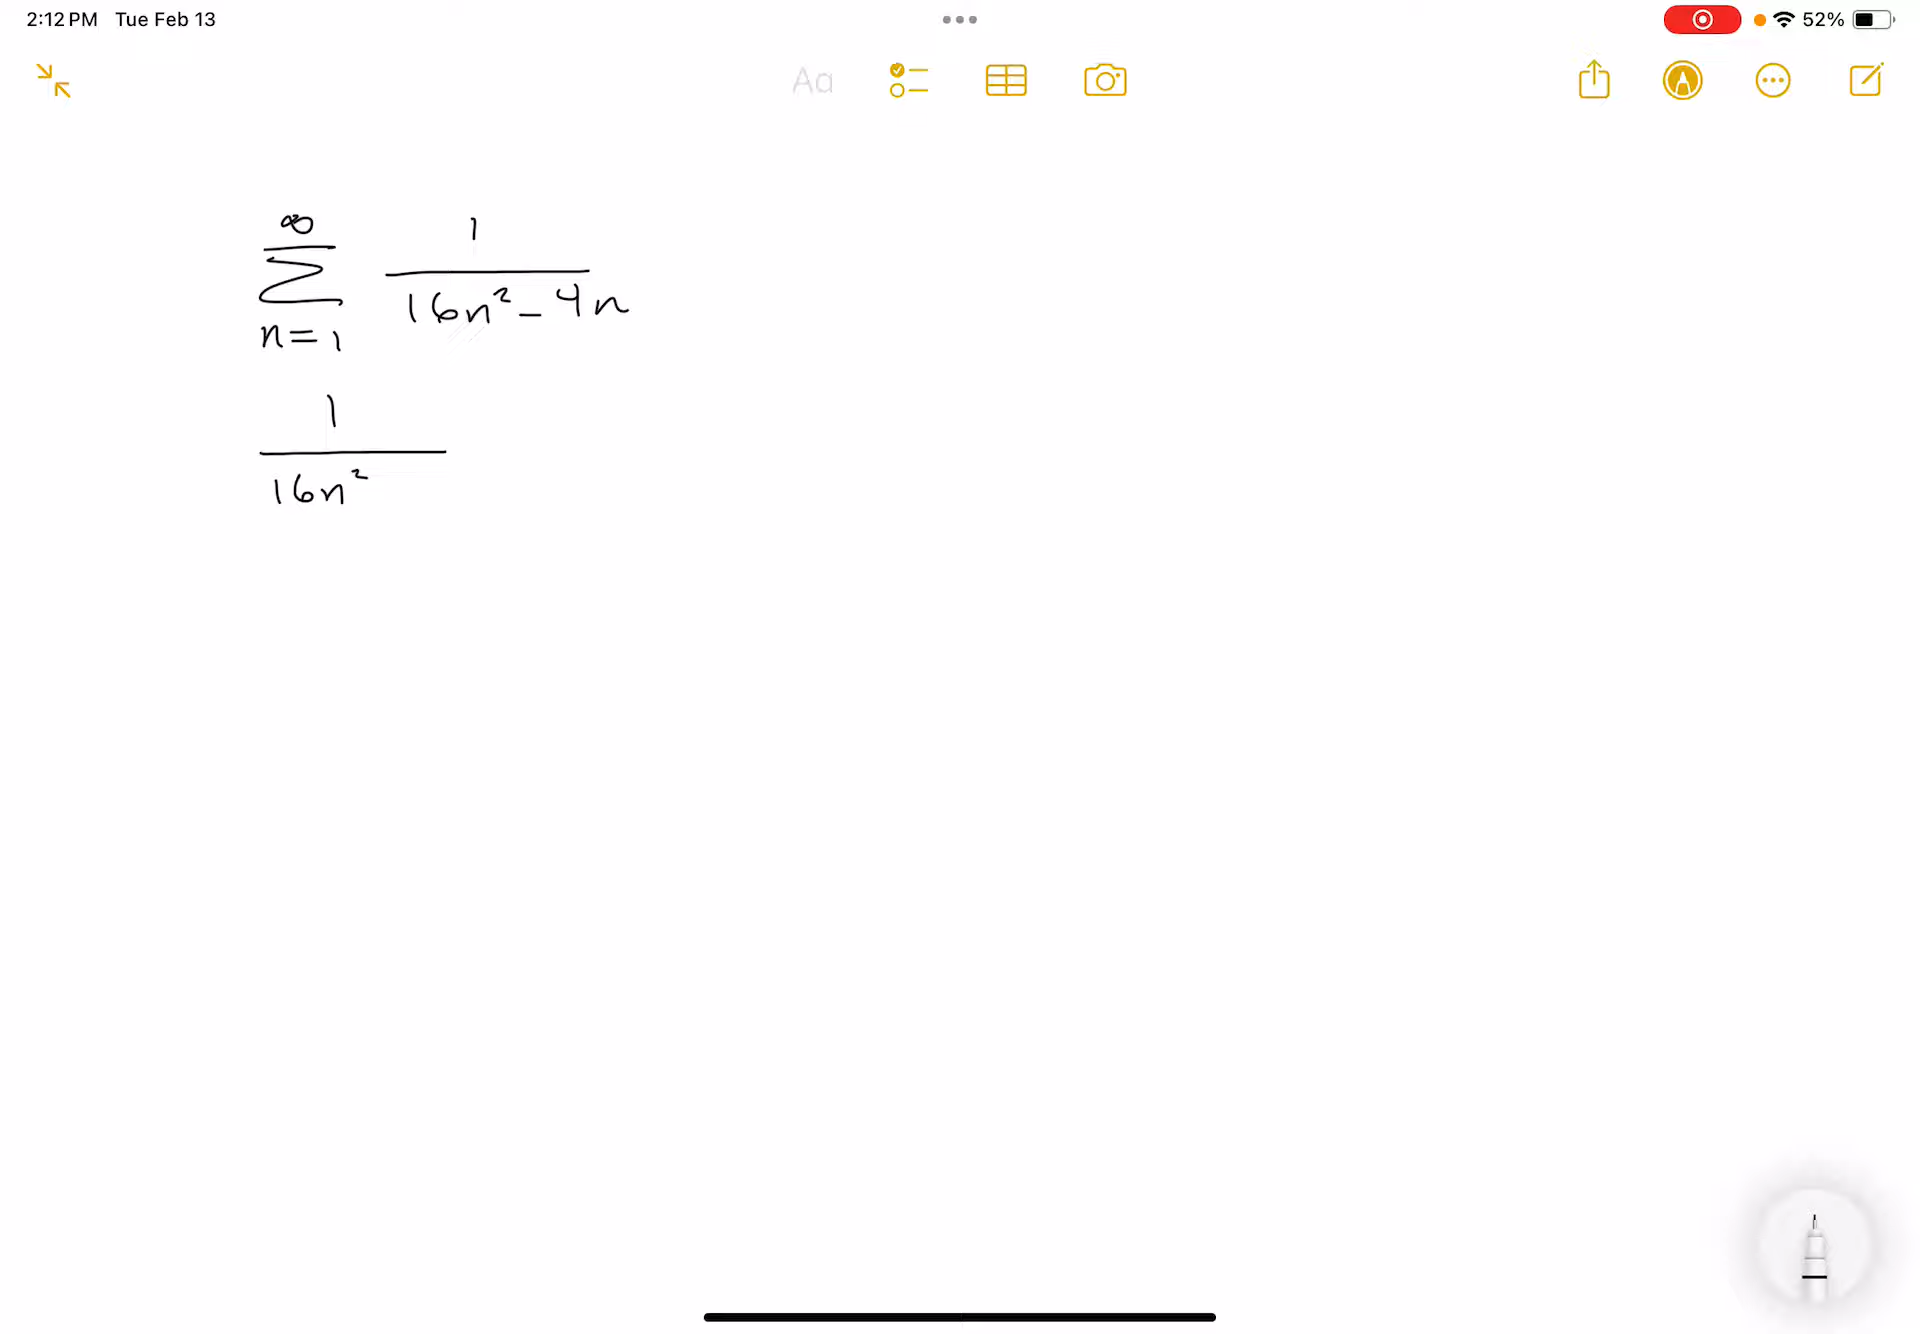 2:12 PM Tue Feb 13
52%
Aa
∞
1
Σ
16n² - 4n
n = 1
1
16n²